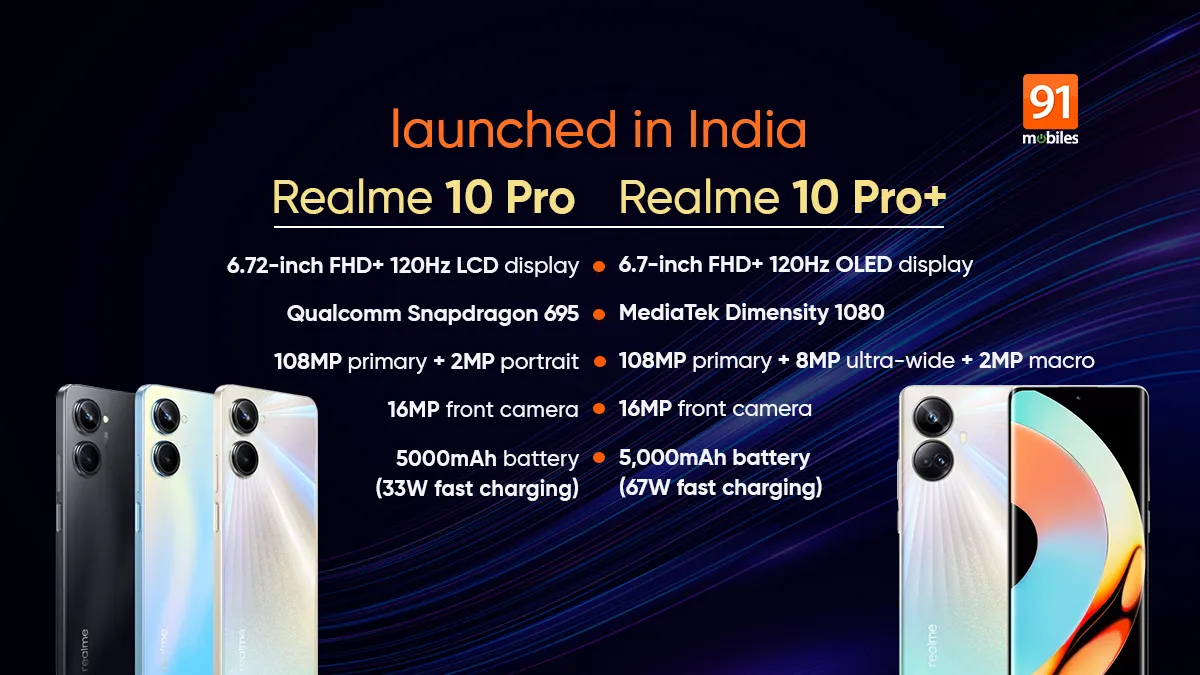 91
mobiles
launched in India
Realme 10 Pro Realme 10 Pro+
6.72-inch FHD+ 120Hz LCD display • 6.7-inch FHD+ 120Hz OLED display
Qualcomm Snapdragon 695 • MediaTek Dimensity 1080
108MP primary + 2MP portrait • 108MP primary + 8MP ultra-wide + 2MP macro
16MP front camera • 16MP front camera
5000mAh battery • 5,000mAh battery
(33W fast charging) (67W fast charging)
realme
realme
realme
realme